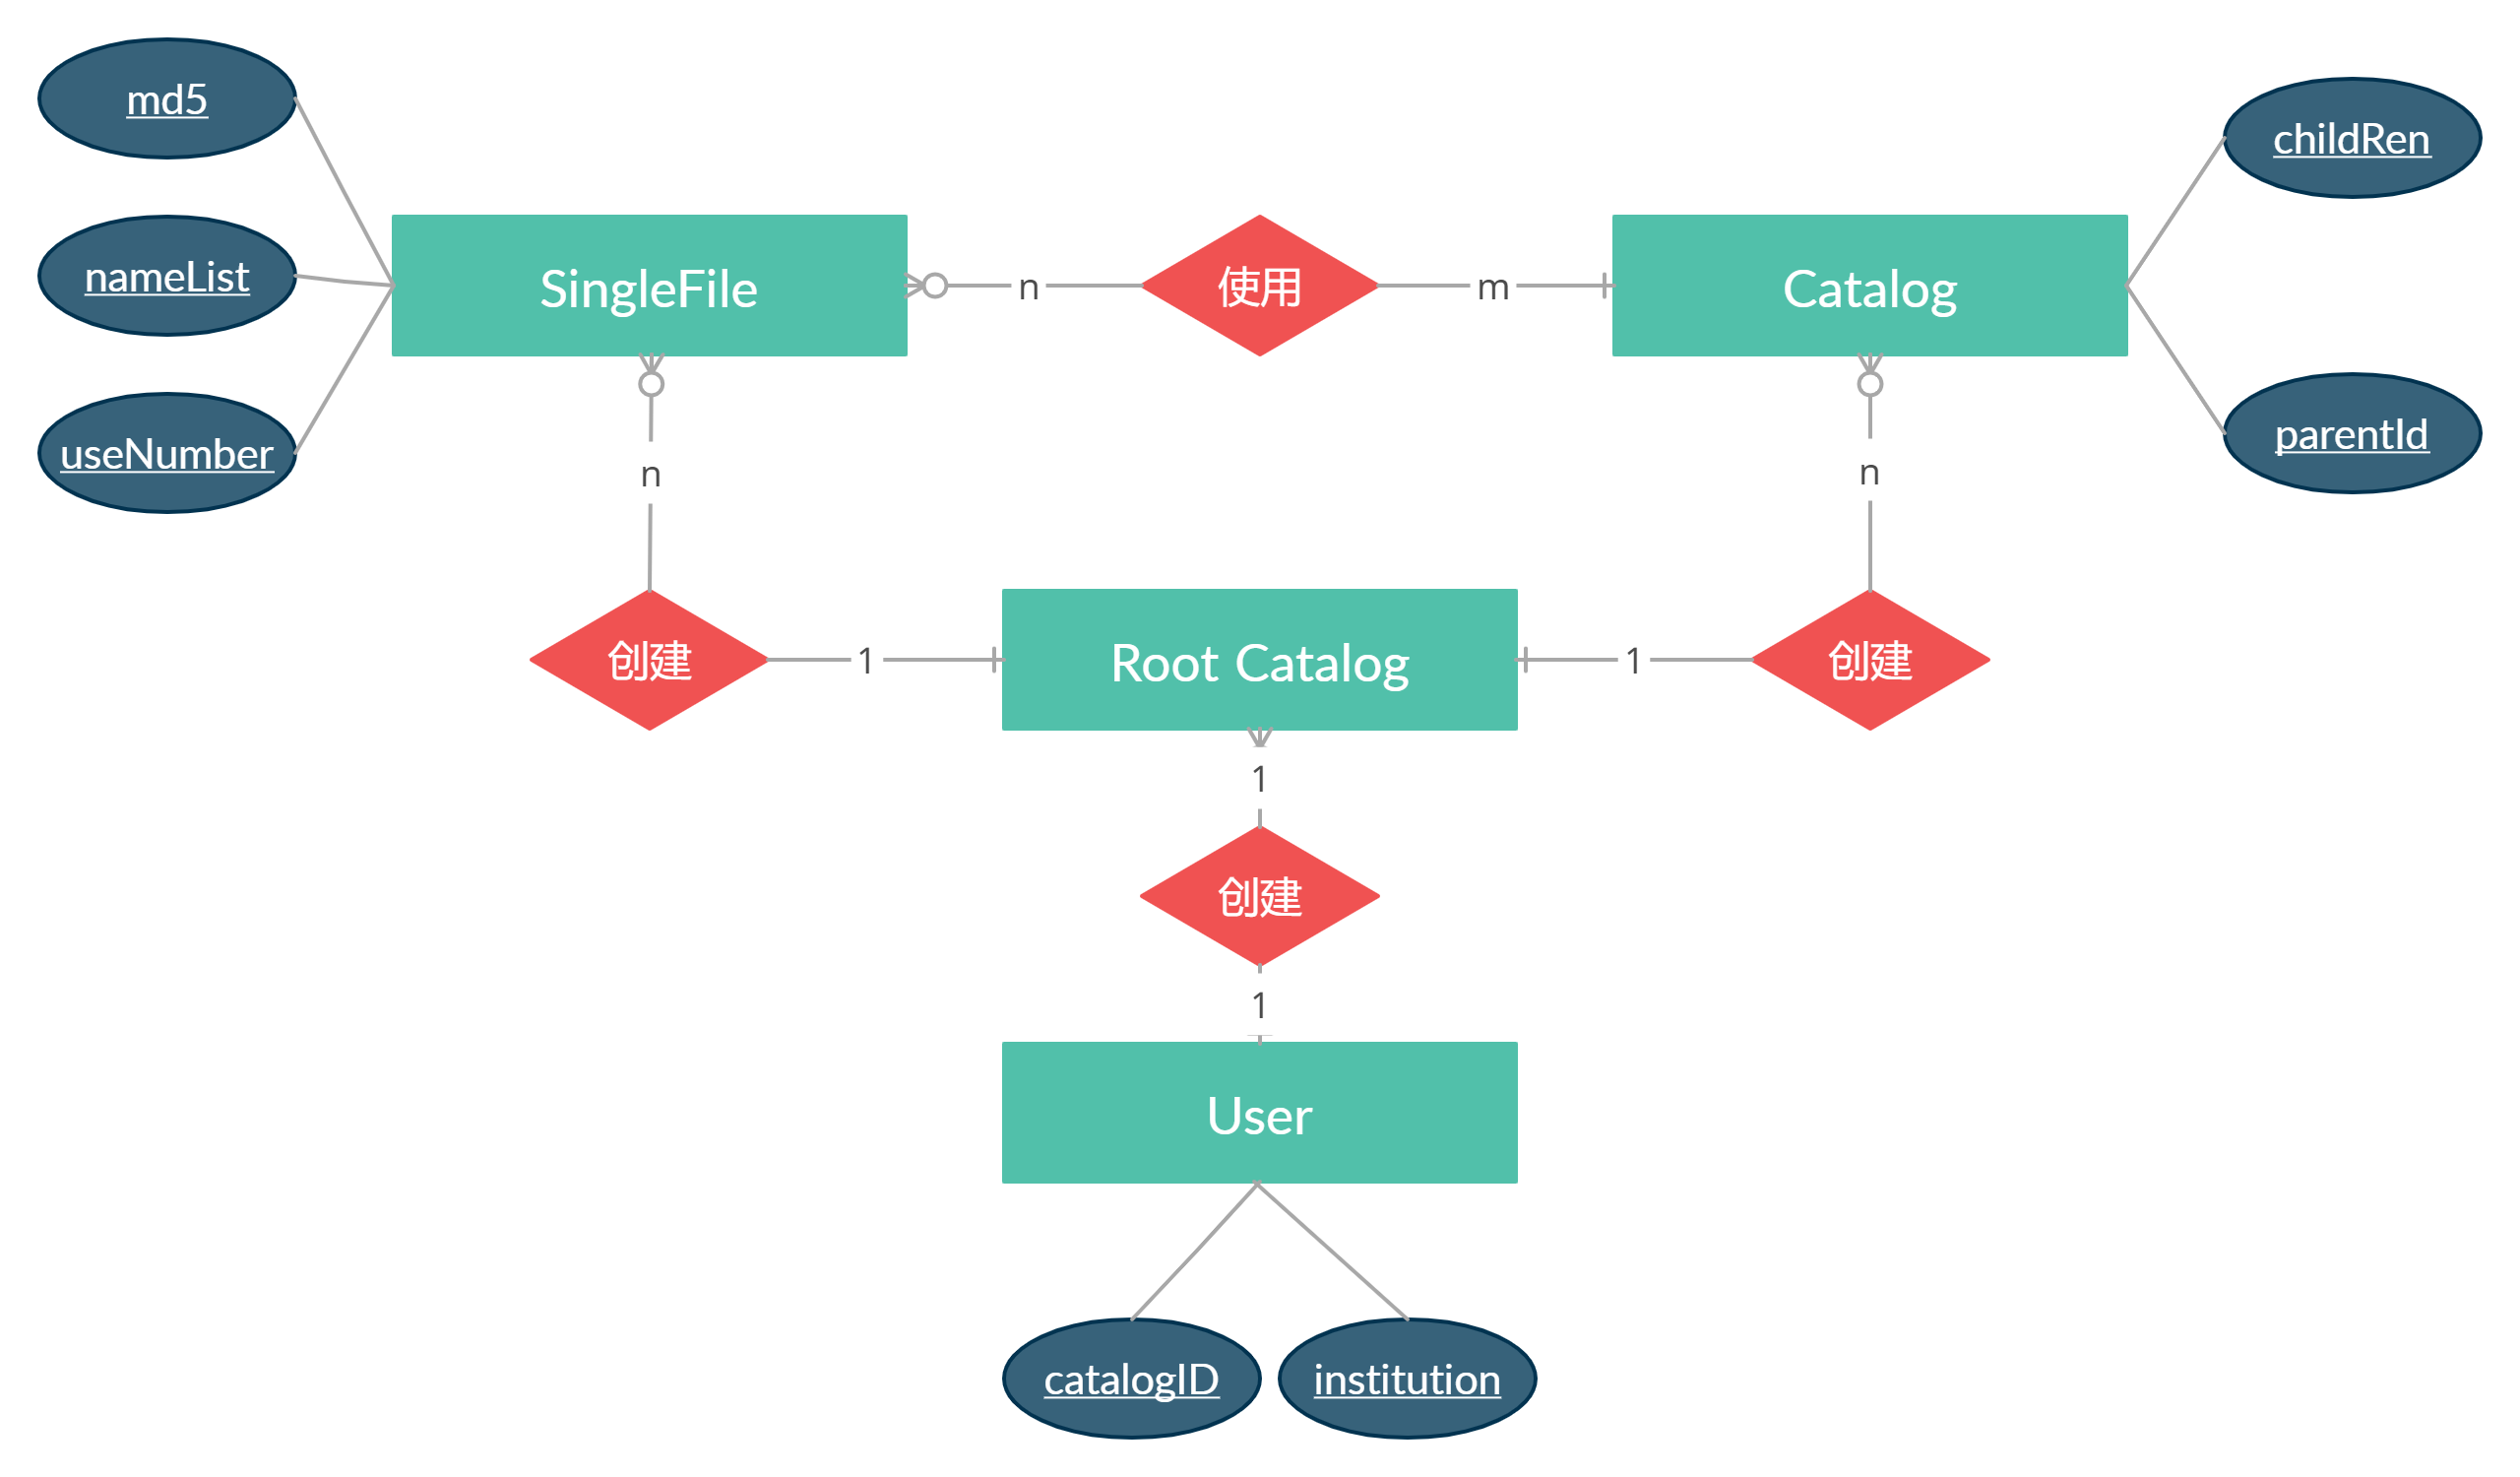 md5
childRen
nameList
SingleFile
n
使用
m
Catalog
useNumber
parentId
n
n
创建
1
Root Catalog
1
创建
1
创建
1
User
catalogID
institution